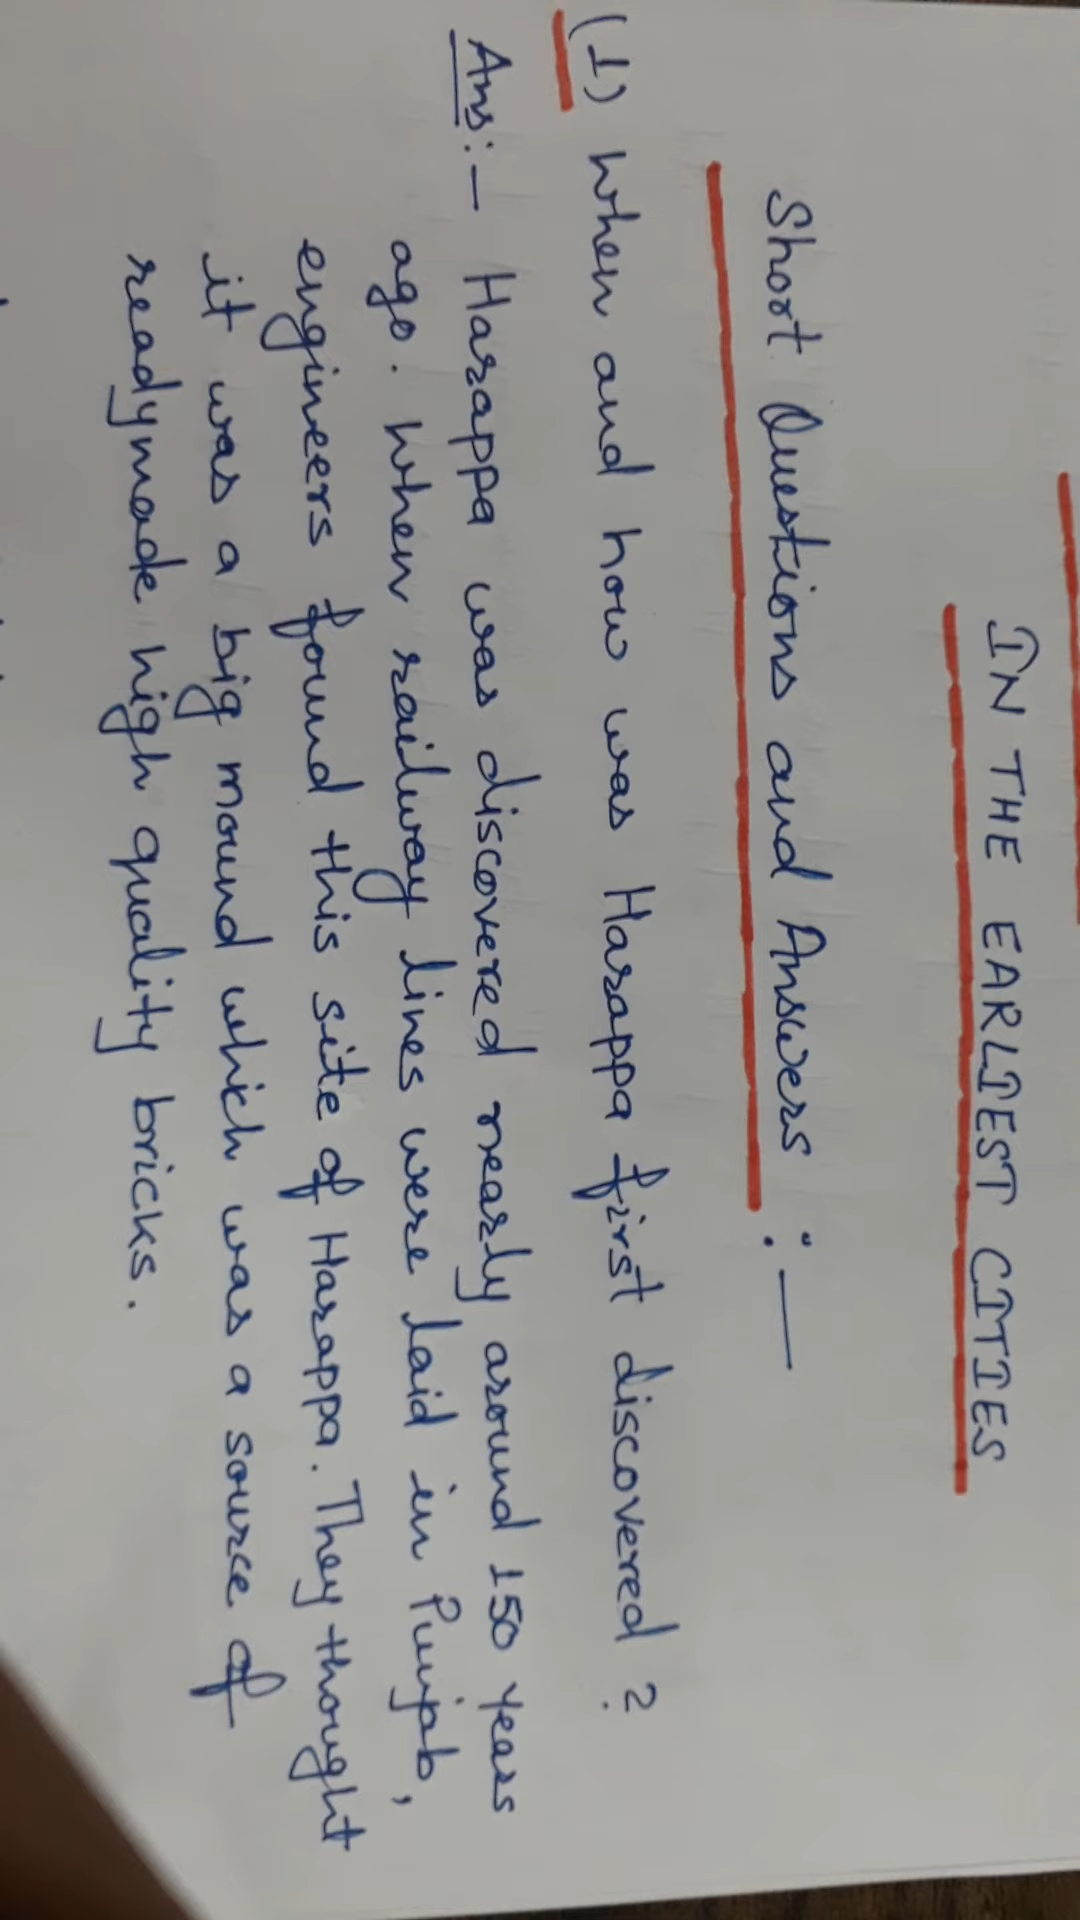 IN THE EARLIEST CITIES
Short Questions and Answers :—
(1) When and how was Harappa first discovered ?
Ans:- Harappa was discovered nearly around 150 years
ago. When railway lines were laid in Punjab,
engineers found this site of Harappa. They thought
it was a big mound which was a source of
readymade high quality bricks.